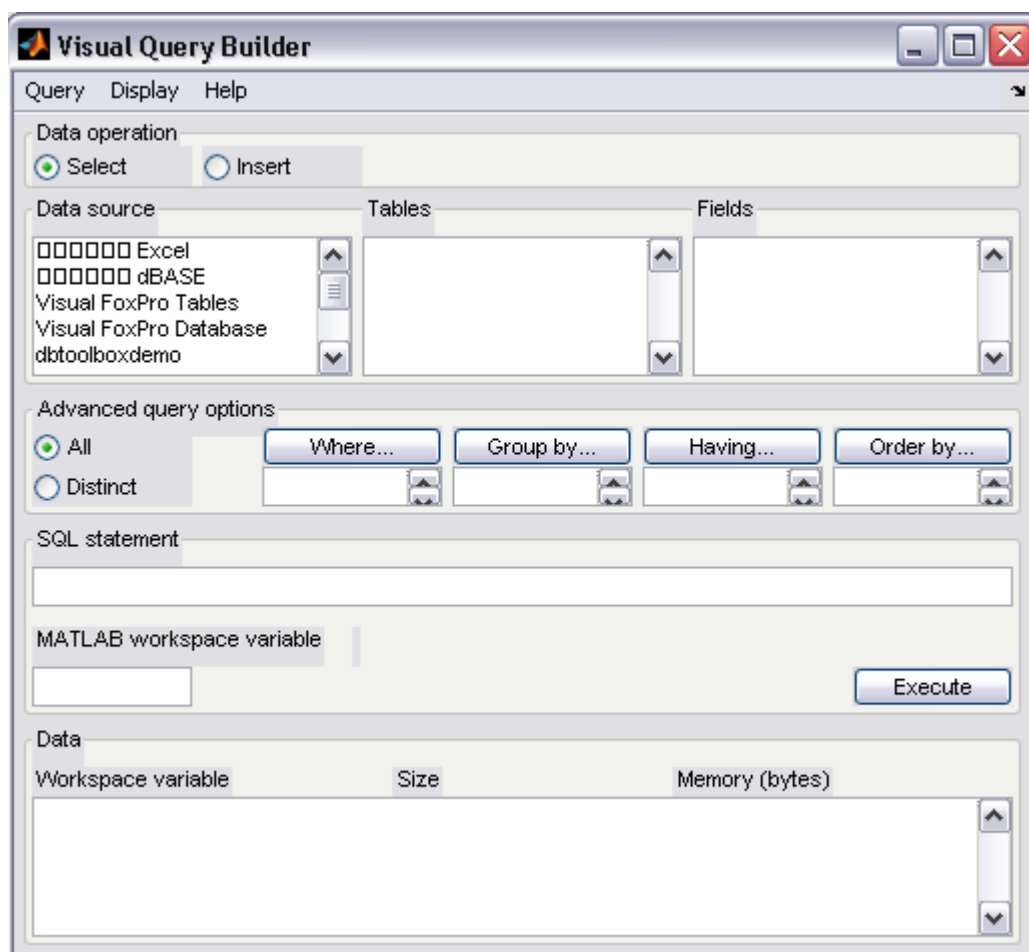 Visual Query Builder
Query Display Help
Data operation
Select Insert
Data source Tables Fields
□□□□□□ Excel
□□□□□□ dBASE
Visual FoxPro Tables
Visual FoxPro Database
dbtoolboxdemo
Advanced query options
All
Distinct
Where... Group by... Having... Order by...
SQL statement
MATLAB workspace variable
Execute
Data
Workspace variable Size Memory (bytes)